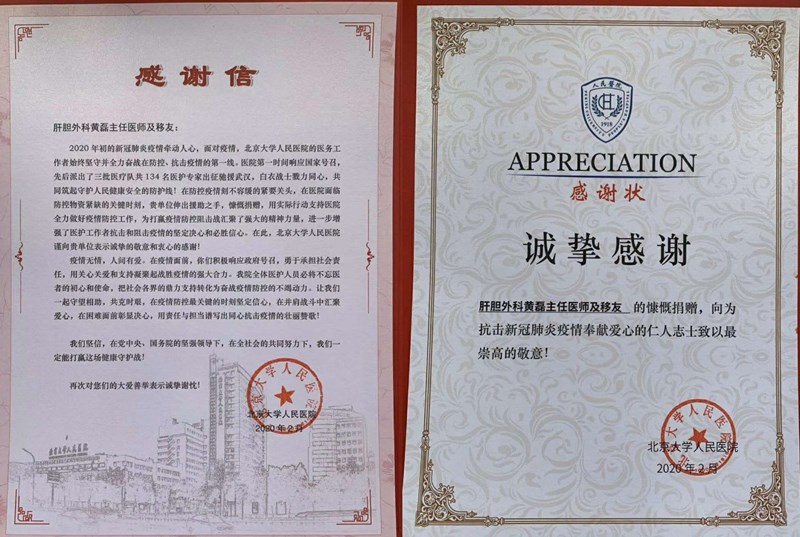 感谢信
肝胆外科黄磊主任医师及移友：
2020年初的新冠肺炎疫情牵动人心，面对疫情，北京大学人民医院的医务工
作者始终坚守并全力奋战在防控、抗击疫情的第一线。医院第一时间响应国家号召，
先后派出了三批医疗队共134名医护专家出征驰援武汉，白衣战士戮力同心，共
同筑起守护人民健康安全的防护线！在防控疫情刻不容缓的紧要关头，在医院面临
防控物资紧缺的关键时刻，贵单位伸出援助之手，慷慨捐赠，用实际行动支持医院
全力做好疫情防控工作，为打赢疫情防控阻击战汇聚了强大的精神力量，进一步增
强了医护工作者抗击和阻击疫情的坚定决心和必胜信心。在此，北京大学人民医院
谨向贵单位表示诚挚的敬意和衷心的感谢！
疫情无情，人间有爱。在疫情面前，你们积极响应政府号召，勇于承担社会责
任，用关心关爱和支持凝聚起战胜疫情的强大合力。我院全体医护人员必将不忘医者
的初心和使命，把社会各界的鼎力支持转化为奋战疫情防控的不竭动力。让我们一
起守望相助，共克时艰，在疫情防控最关键的时刻坚定信心，在并肩战斗中汇聚
爱心，在困难面前彰显决心，用责任与担当谱写出同心抗击疫情的壮丽赞歌！
我们坚信，在党中央、国务院的坚强领导下，在全社会的共同努力下，我们一
定能打赢这场健康守护战！
再次对您们的大爱善举表示诚挚谢忱！
北京大学人民医院
2020年2月
人民醫院
1918
APPRECIATION
感谢状
诚挚感谢
肝胆外科黄磊主任医师及移友 的慷慨捐赠，向为
抗击新冠肺炎疫情奉献爱心的仁人志士致以最
崇高的敬意！
北京大学人民医院
2020年2月